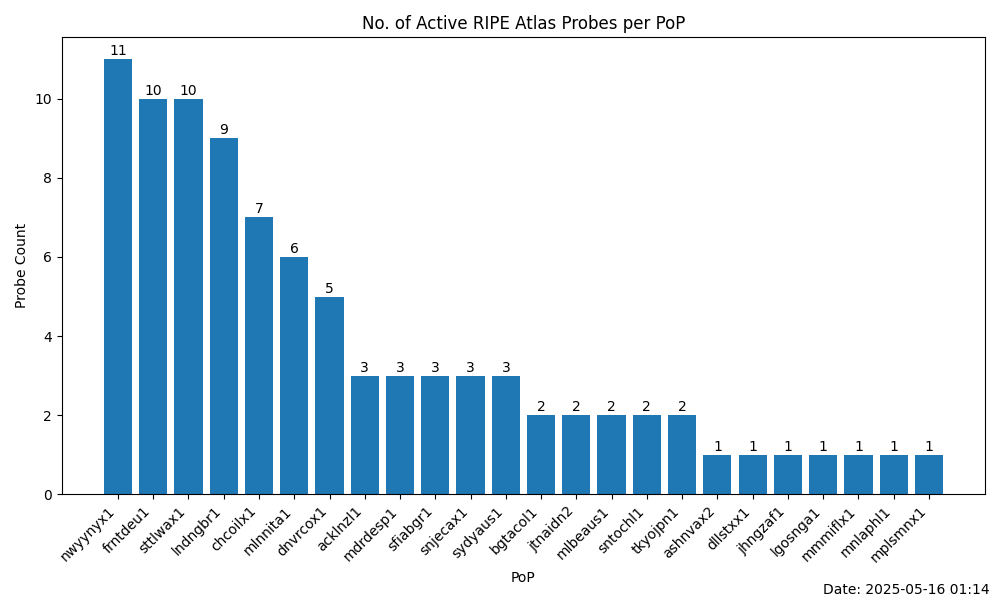 No. of Active RIPE Atlas Probes per PoP
Probe Count
10
8
6
4
2
0
11
10
10
9
7
6
5
3
3
3
3
3
2
2
2
2
2
1
1
1
1
1
1
1
nwyynyx1
frntdeu1
sttlwax1
lndngbr1
chcoilx1
mlnnita1
dnvrcox1
acklnzl1
mdrdesp1
sfiabgr1
snjecax1
sydyaus1
bgtacol1
jtnaidn2
mlbeaus1
sntochl1
tkyojpn1
ashnvax2
dllstxx1
jhngzaf1
lgosnga1
mmmiflx1
mnlaphl1
mplsmnx1
PoP
Date: 2025-05-16 01:14